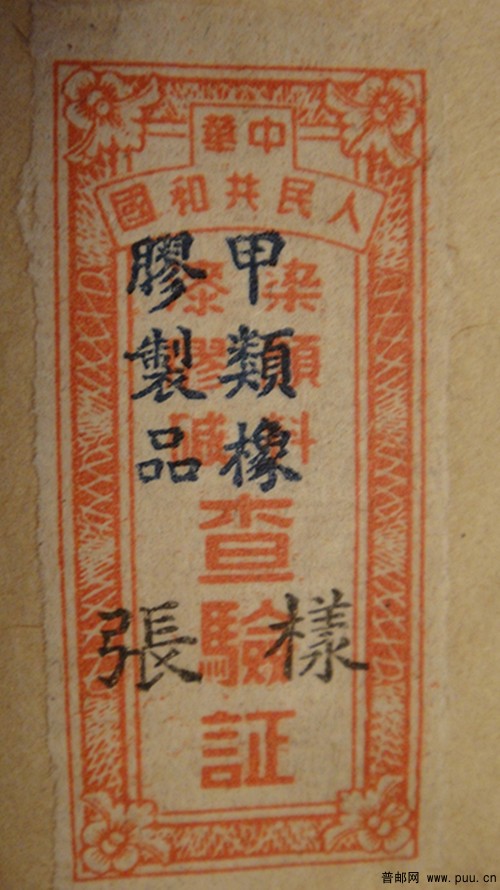 中華
人民共和國
甲類橡
膠製品
查驗証
樣張
普邮网 www.puu.cn